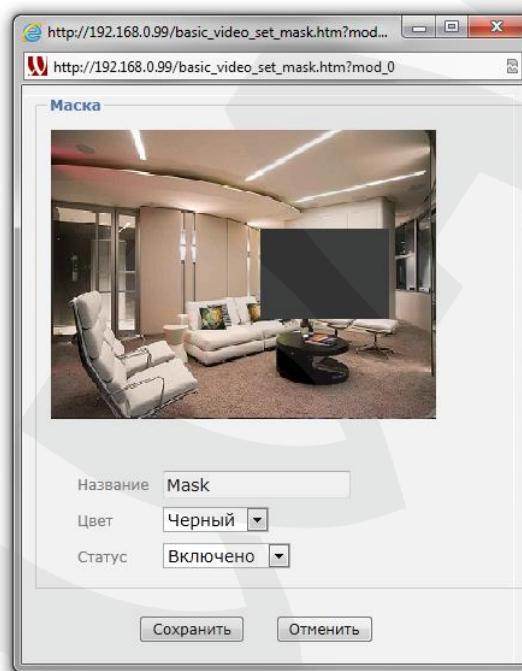 http://192.168.0.99/basic_video_set_mask.htm?mod...
http://192.168.0.99/basic_video_set_mask.htm?mod_0
Маска
Название Mask
Цвет Черный
Статус Включено
Сохранить Отменить